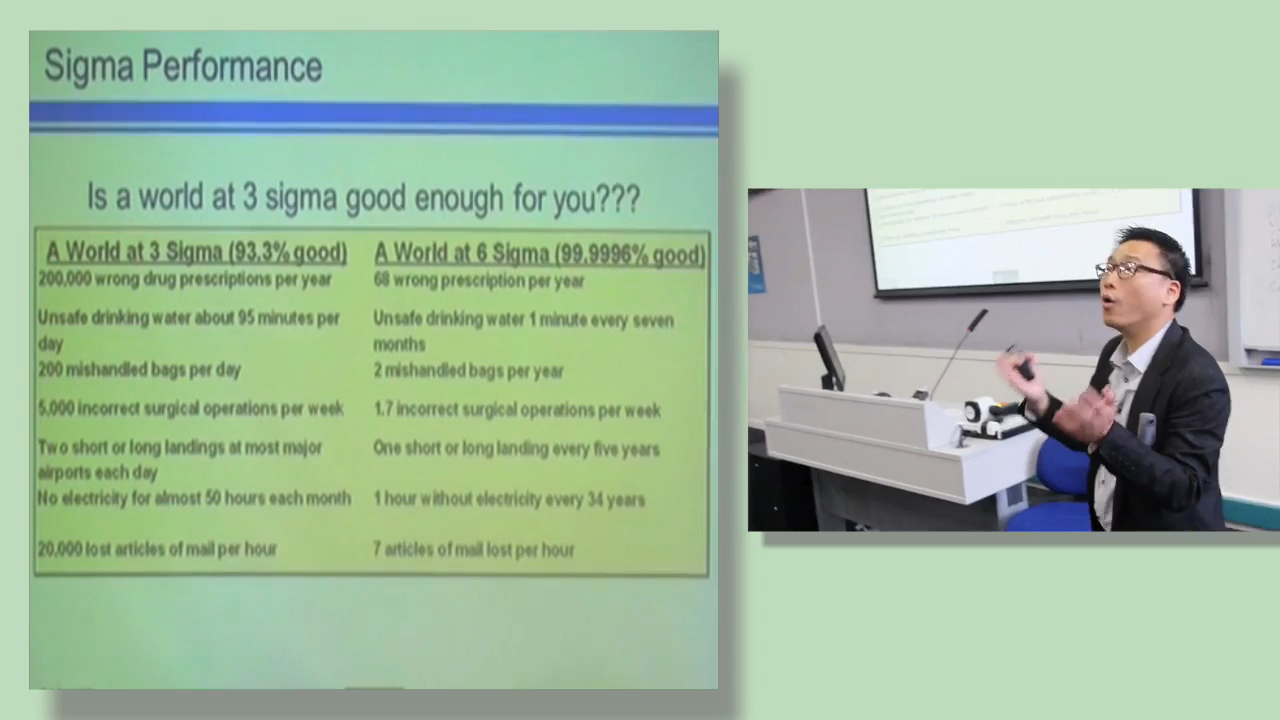 Sigma Performance
Is a world at 3 sigma good enough for you???
A World at 3 Sigma (93.3% good)
200,000 wrong drug prescriptions per year
Unsafe drinking water about 95 minutes per
day
200 mishandled bags per day
5,000 incorrect surgical operations per week
Two short or long landings at most major
airports each day
No electricity for almost 50 hours each month
20,000 lost articles of mail per hour
A World at 6 Sigma (99.9996% good)
68 wrong prescription per year
Unsafe drinking water 1 minute every seven
months
2 mishandled bags per year
1.7 incorrect surgical operations per week
One short or long landing every five years
1 hour without electricity every 34 years
7 articles of mail lost per hour